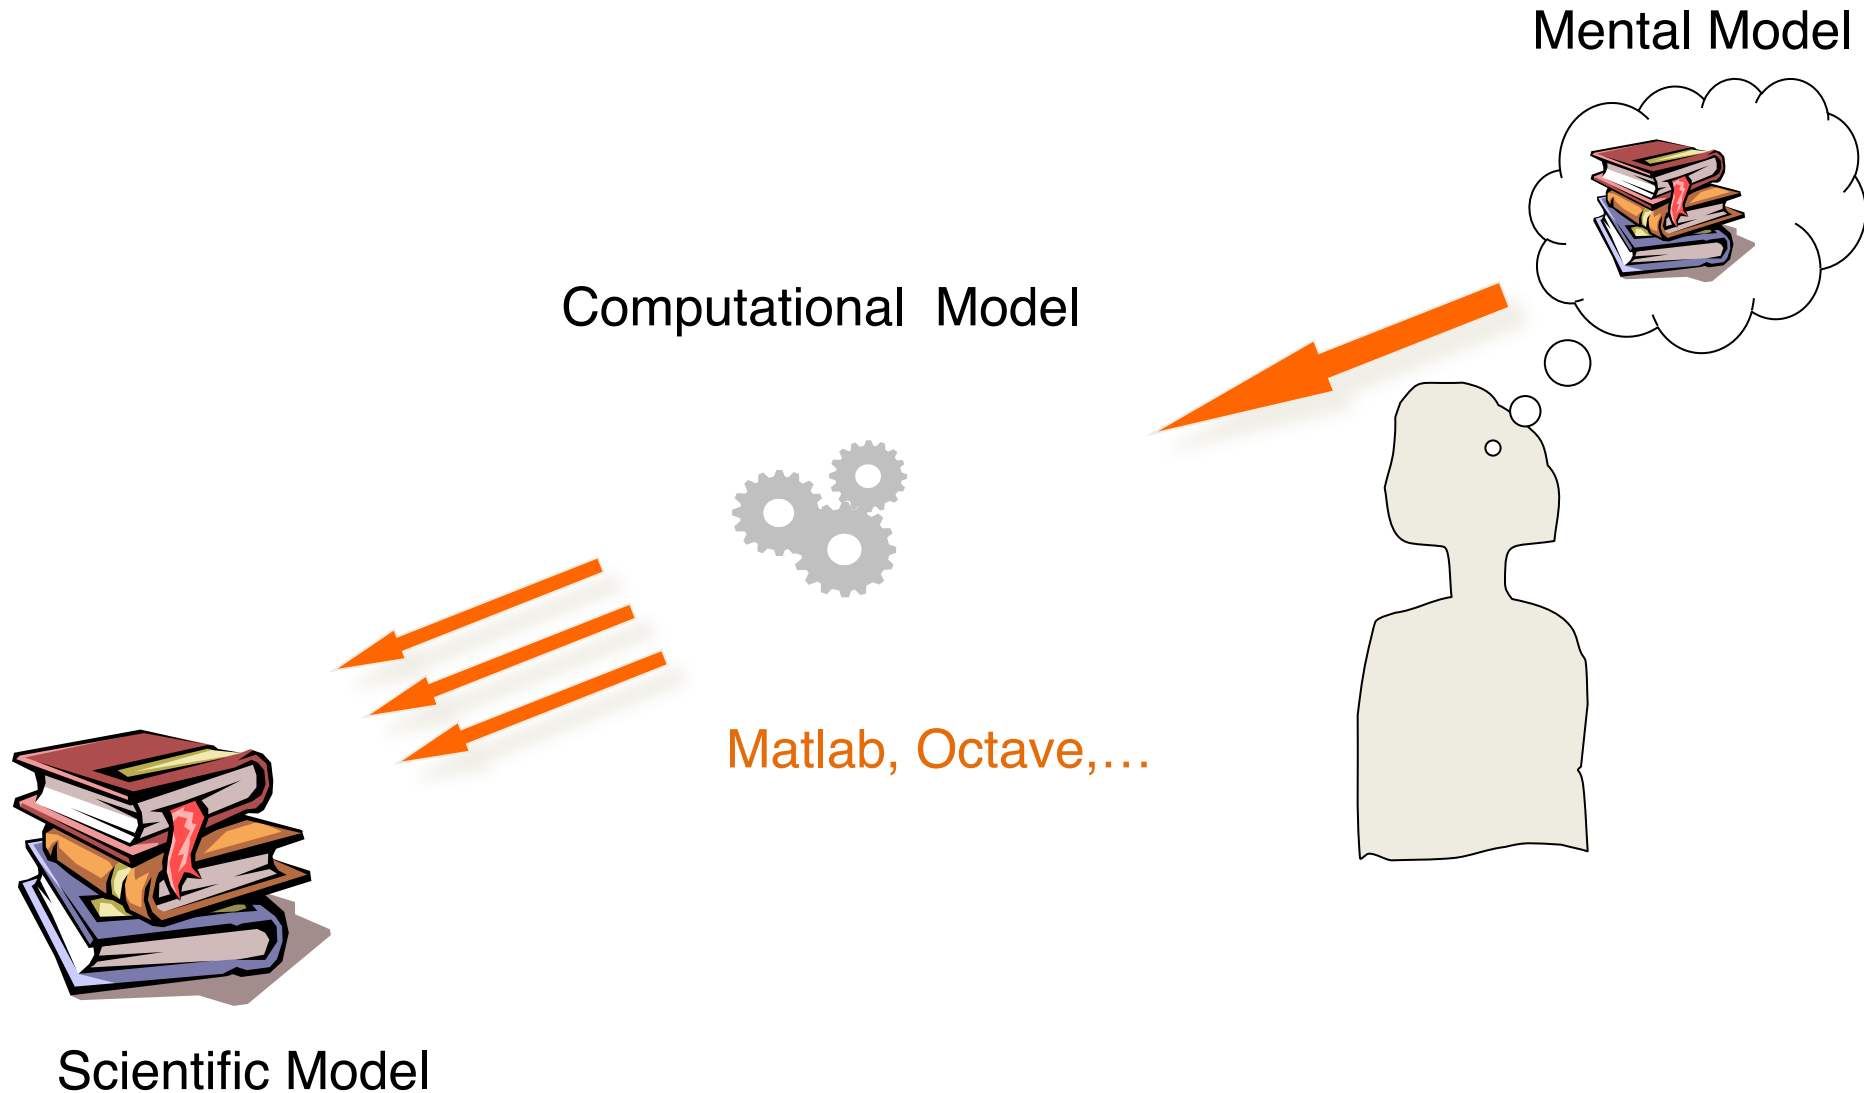 Mental Model
Computational  Model
Matlab, Octave,…
Scientific Model